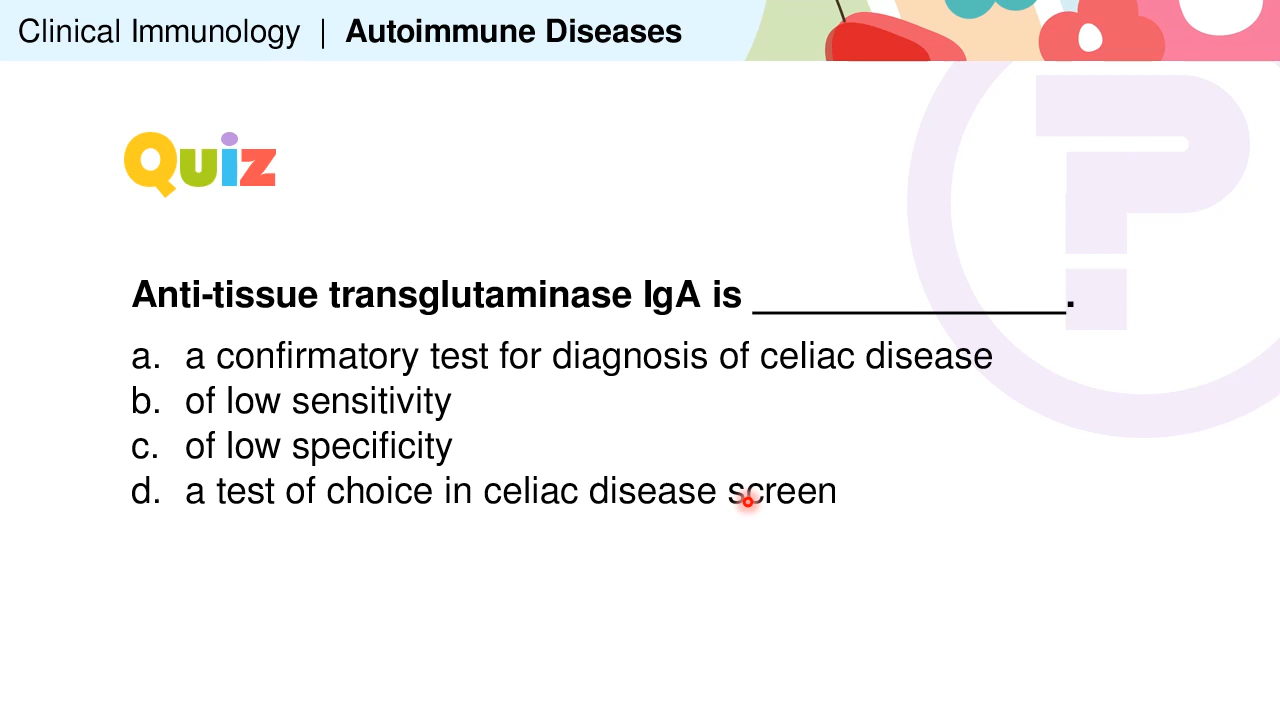 Clinical Immunology | Autoimmune Diseases
Quiz
Anti-tissue transglutaminase IgA is _______________.
a. a confirmatory test for diagnosis of celiac disease
b. of low sensitivity
c. of low specificity
d. a test of choice in celiac disease screen